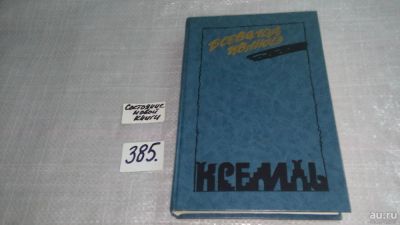 Состояние
новой
книги
385.
Всеволод
Иванов
КРЕМЛЬ
au.ru